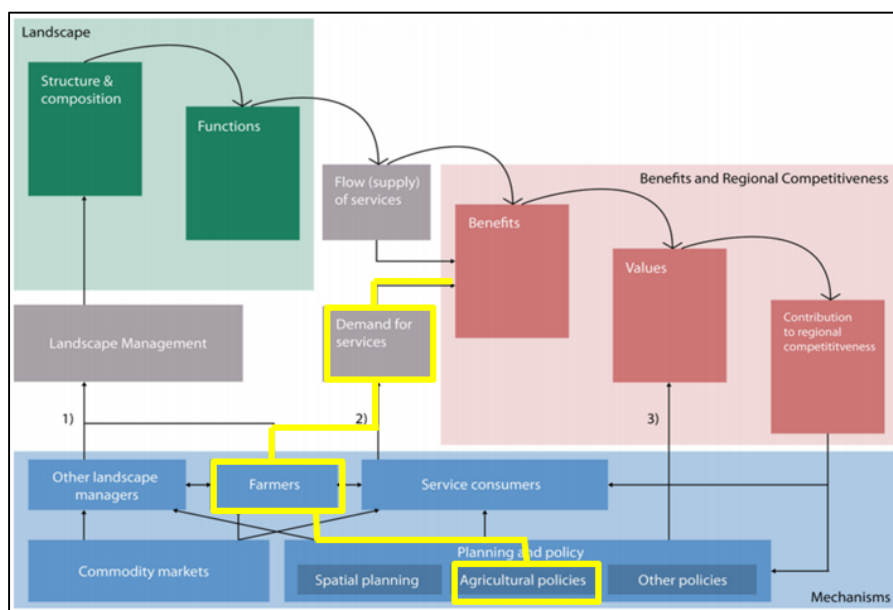 Landscape
Structure &
composition
Functions
Flow (supply)
of services
Benefits and Regional Competitiveness
Benefits
Values
Contribution
to regional
competititveness
Landscape Management
Demand for
services
1)
2)
3)
Other landscape
managers
Farmers
Service consumers
Commodity markets
Planning and policy
Spatial planning
Agricultural policies
Other policies
Mechanisms